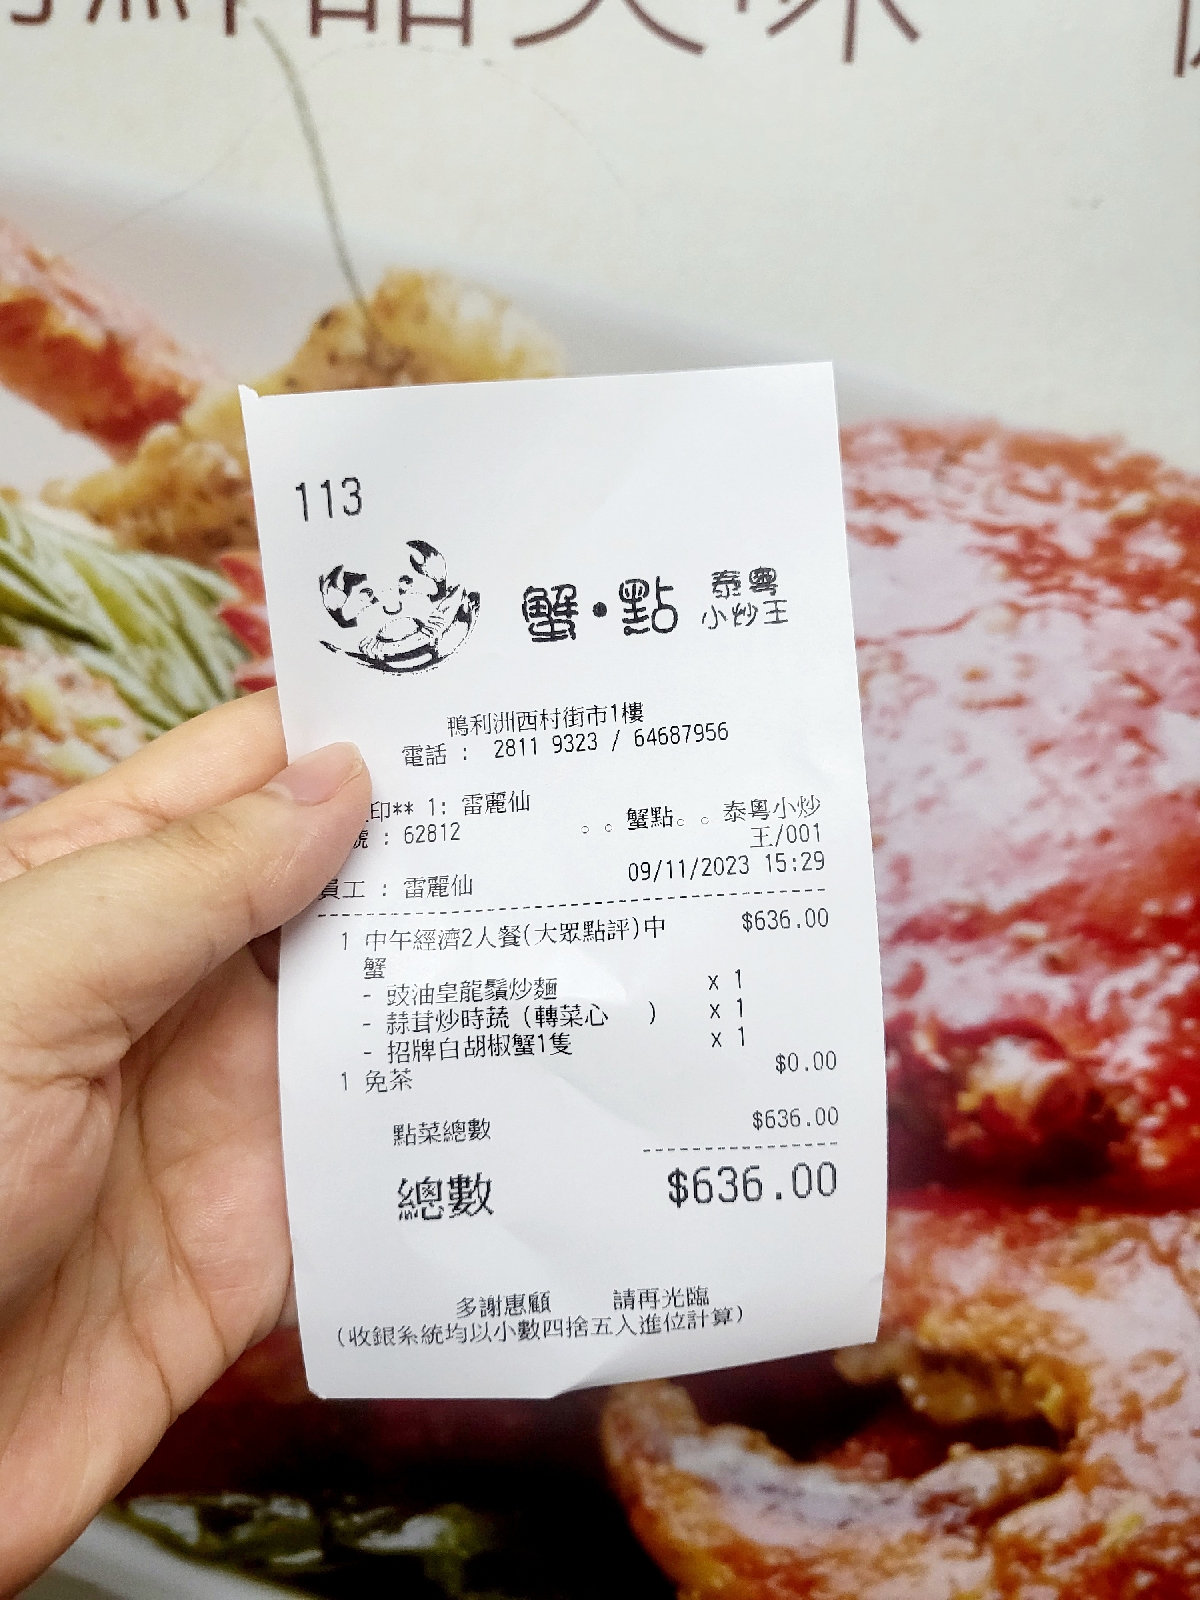 品美味
113
蟹・點 泰粵
小炒王
鴨利洲西村街市1樓
電話 : 2811 9323 / 64687956
印** 1: 雷麗仙
號 : 62812
。。蟹點。。泰粵小炒
王/001
09/11/2023 15:29
員工 : 雷麗仙
1 中午經濟2人餐(大眾點評)中 $636.00
蟹
- 豉油皇龍鬚炒麵 x 1
- 蒜茸炒時蔬 (轉菜心 ) x 1
- 招牌白胡椒蟹1隻 x 1
1 免茶 $0.00
點菜總數 $636.00
總數 $636.00
多謝惠顧 請再光臨
(收銀系統均以小數四捨五入進位計算)